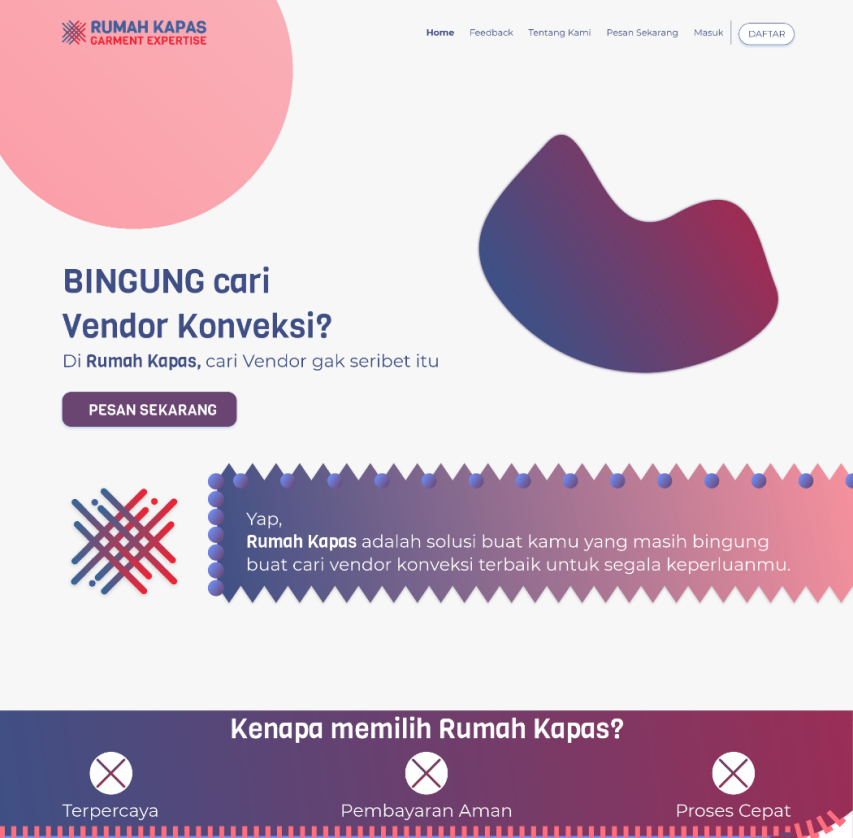 RUMAH KAPAS
GARMENT EXPERTISE
Home Feedback Tentang Kami Pesan Sekarang Masuk DAFTAR
BINGUNG cari
Vendor Konveksi?
Di Rumah Kapas, cari Vendor gak seribet itu
PESAN SEKARANG
Yap,
Rumah Kapas adalah solusi buat kamu yang masih bingung
buat cari vendor konveksi terbaik untuk segala keperluanmu.
Kenapa memilih Rumah Kapas?
Terpercaya Pembayaran Aman Proses Cepat